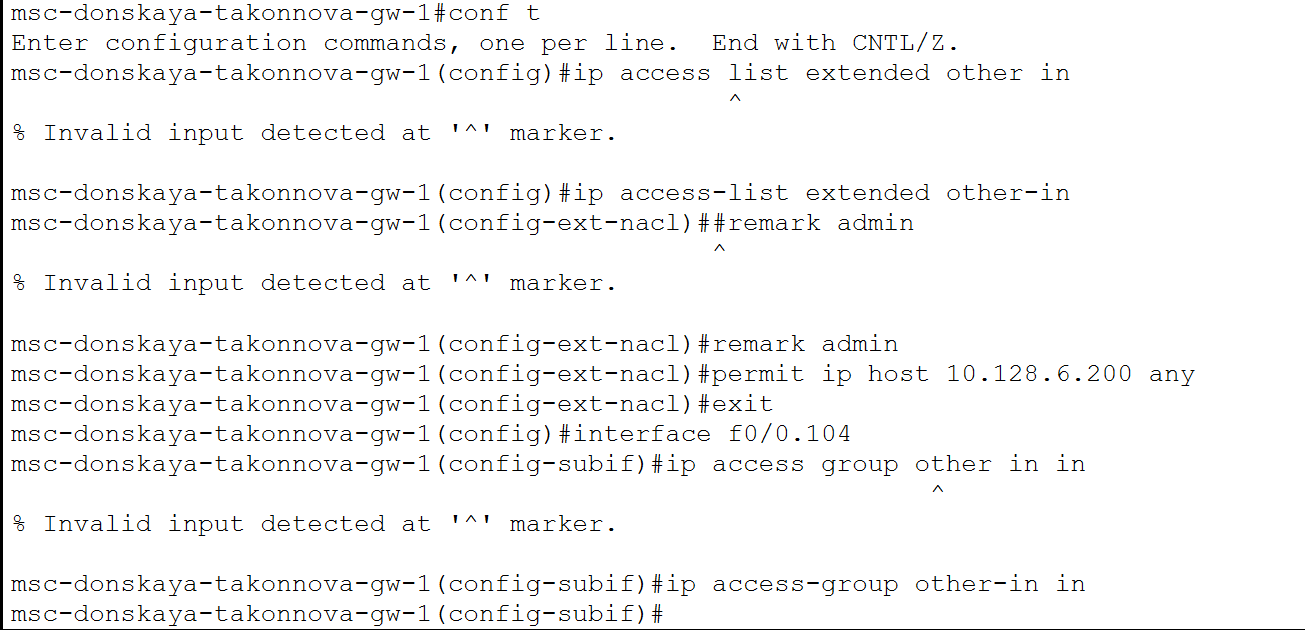 msc-donskaya-takonnova-gw-1#conf t
Enter configuration commands, one per line.  End with CNTL/Z.
msc-donskaya-takonnova-gw-1(config)#ip access list extended other in
^
% Invalid input detected at '^' marker.
msc-donskaya-takonnova-gw-1(config)#ip access-list extended other-in
msc-donskaya-takonnova-gw-1(config-ext-nacl)##remark admin
^
% Invalid input detected at '^' marker.
msc-donskaya-takonnova-gw-1(config-ext-nacl)#remark admin
msc-donskaya-takonnova-gw-1(config-ext-nacl)#permit ip host 10.128.6.200 any
msc-donskaya-takonnova-gw-1(config-ext-nacl)#exit
msc-donskaya-takonnova-gw-1(config)#interface f0/0.104
msc-donskaya-takonnova-gw-1(config-subif)#ip access group other in in
^
% Invalid input detected at '^' marker.
msc-donskaya-takonnova-gw-1(config-subif)#ip access-group other-in in
msc-donskaya-takonnova-gw-1(config-subif)#